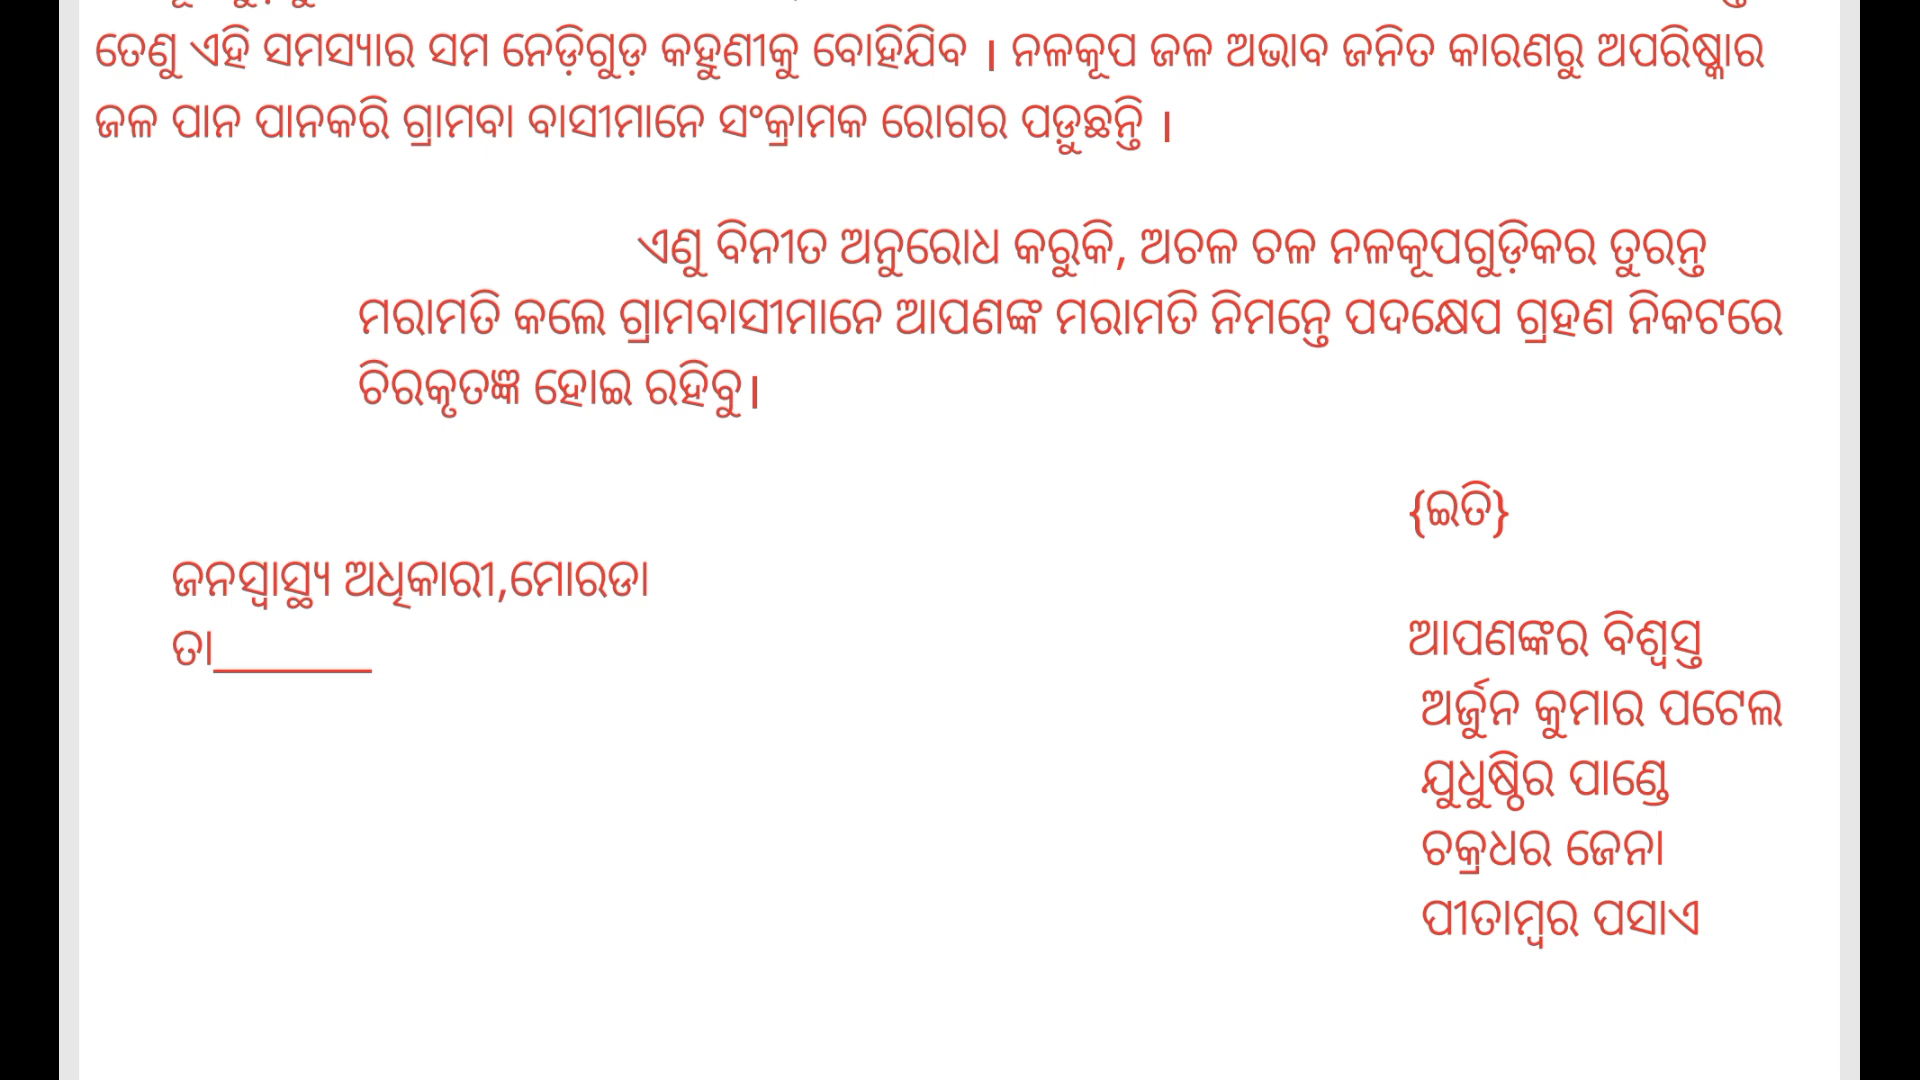 ତେଣୁ ଏହି ସମସ୍ୟାର ସମ ନେଡ଼ିଗୁଡ଼ କହୁଣୀକୁ ବୋହିଯିବ । ନଳକୂପ ଜଳ ଅଭାବ ଜନିତ କାରଣରୁ ଅପରିଷ୍କାର
ଜଳ ପାନ ପାନକରି ଗ୍ରାମବା ବାସୀମାନେ ସଂକ୍ରାମକ ରୋଗର ପଡ଼ୁଛନ୍ତି ।
ଏଣୁ ବିନୀତ ଅନୁରୋଧ କରୁକି, ଅଚଳ ଚଳ ନଳକୂପଗୁଡ଼ିକର ତୁରନ୍ତ
ମରାମତି କଲେ ଗ୍ରାମବାସୀମାନେ ଆପଣଙ୍କ ମରାମତି ନିମନ୍ତେ ପଦକ୍ଷେପ ଗ୍ରହଣ ନିକଟରେ
ଚିରକୃତଜ୍ଞ ହୋଇ ରହିବୁ।
{ଇତି}
ଜନସ୍ୱାସ୍ଥ୍ୟ ଅଧିକାରୀ,ମୋରଡା
ତା______
ଆପଣଙ୍କର ବିଶ୍ୱସ୍ତ
ଅର୍ଜୁନ କୁମାର ପଟେଲ
ଯୁଧୁଷ୍ଠିର ପାଣ୍ଡେ
ଚକ୍ରଧର ଜେନା
ପୀତାମ୍ବର ପସାଏ